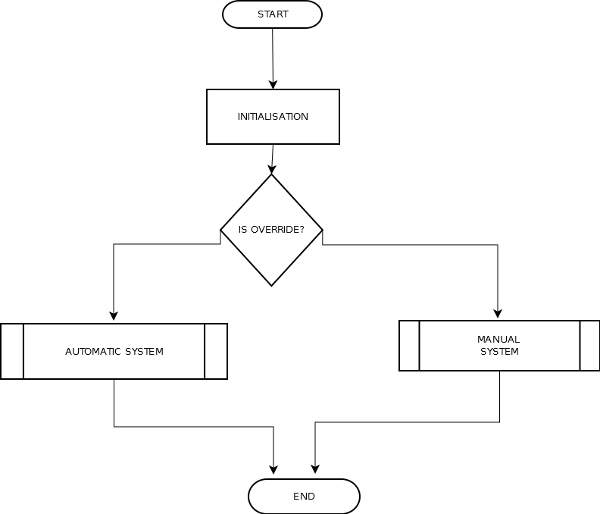 START
INITIALISATION
IS OVERRIDE?
AUTOMATIC SYSTEM
MANUAL
SYSTEM
END